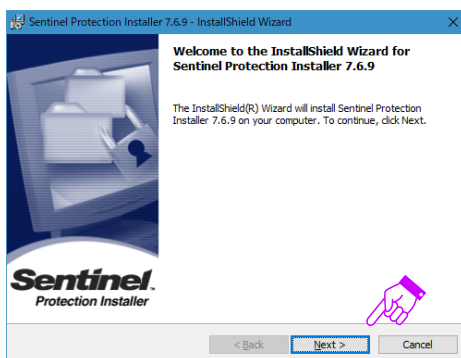 Sentinel Protection Installer 7.6.9 - InstallShield Wizard
Welcome to the InstallShield Wizard for
Sentinel Protection Installer 7.6.9
The InstallShield(R) Wizard will install Sentinel Protection
Installer 7.6.9 on your computer. To continue, click Next.
Sentinel.
Protection Installer
< Back
Next >
Cancel